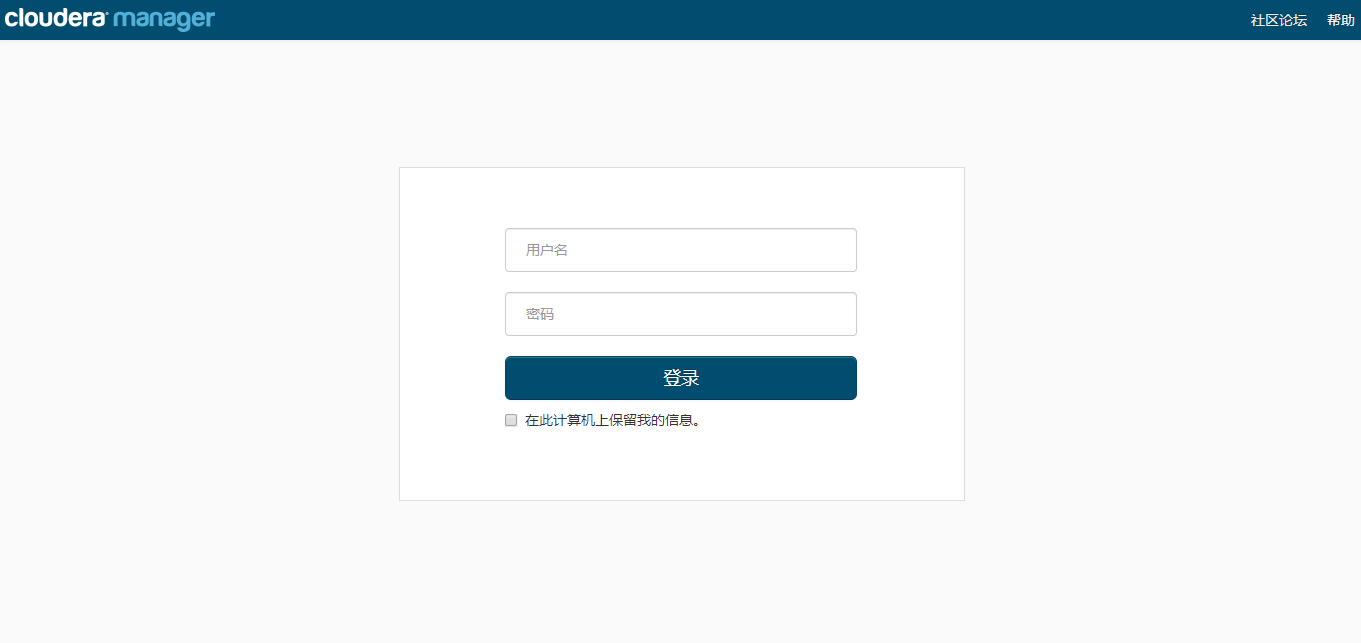 cloudera manager
社区论坛 帮助
用户名
密码
登录
在此计算机上保留我的信息。